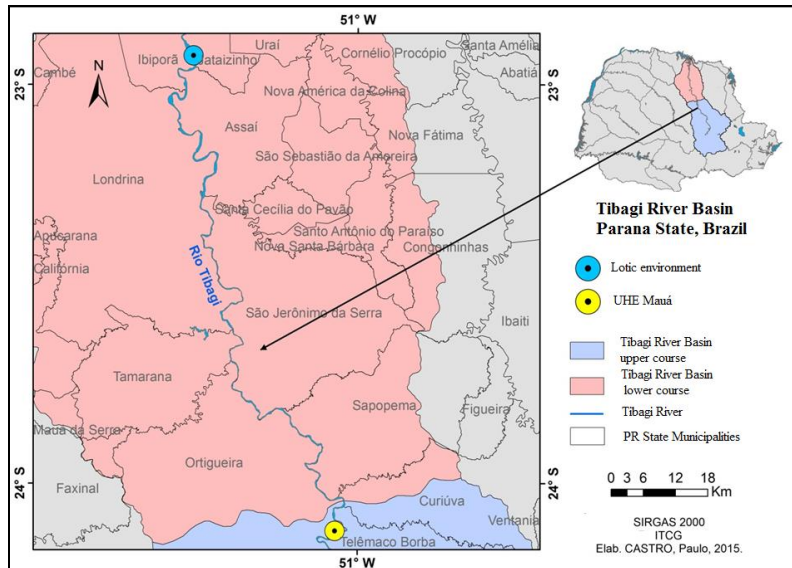 51° W
Santa Amélia
Uraí
Cornélio Procópio
Ibiporã
Jataizinho
Cambé
Abatiá
23° S
23° S
N
Nova América da Colina
Assaí
Nova Fátima
São Sebastião da Amoreira
Londrina
Santa Cecília do Pavão
Santo Antônio do Paraíso
Apucarana
Nova Santa Bárbara
Congonhinhas
Califórnia
Rio Tibagi
São Jerônimo da Serra
Ibaiti
Tamarana
Sapopema
Figueira
Mauá da Serra
Ortigueira
24° S
24° S
Faxinal
Curiúva
Ventania
Telêmaco Borba
51° W
Tibagi River Basin
Parana State, Brazil
Lotic environment
UHE Mauá
Tibagi River Basin
upper course
Tibagi River Basin
lower course
Tibagi River
PR State Municipalities
0 3 6 12 18
Km
SIRGAS 2000
ITCG
Elab. CASTRO, Paulo, 2015.